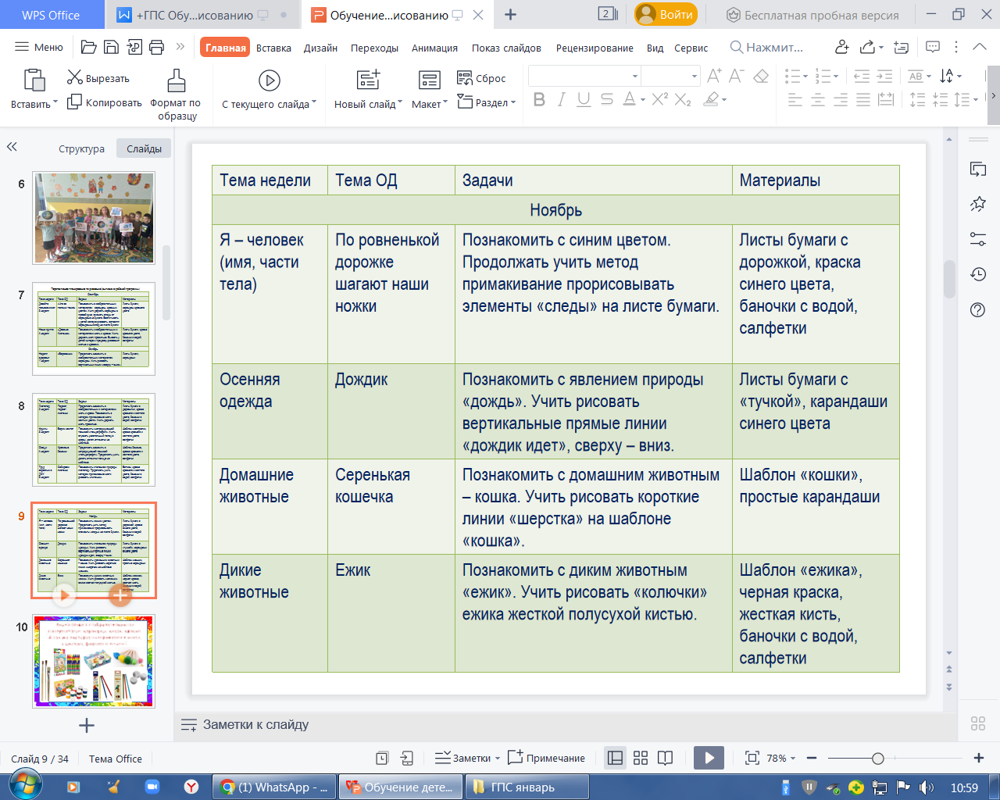 WPS Office
+ГПС Обу...исованию
Обучение...исованию
2
Войти
Бесплатная пробная версия
Меню
Главная
Вставка
Дизайн
Переходы
Анимация
Показ слайдов
Рецензирование
Вид
Сервис
Нажмит...
Вставить
Вырезать
Копировать
Формат по
образцу
С текущего слайда
Новый слайд
Макет
Сброс
Раздел
Структура
Слайды
6
7
8
9
10
Тема недели
Тема ОД
Задачи
Материалы
Ноябрь
Я – человек
(имя, части
тела)
По ровненькой
дорожке
шагают наши
ножки
Познакомить с синим цветом.
Продолжать учить метод
примакивание прорисовывать
элементы «следы» на листе бумаги.
Листы бумаги с
дорожкой, краска
синего цвета,
баночки с водой,
салфетки
Осенняя
одежда
Дождик
Познакомить с явлением природы
«дождь». Учить рисовать
вертикальные прямые линии
«дождик идет», сверху – вниз.
Листы бумаги с
«тучкой», карандаши
синего цвета
Домашние
животные
Серенькая
кошечка
Познакомить с домашним животным
– кошка. Учить рисовать короткие
линии «шерстка» на шаблоне
«кошка».
Шаблон «кошки»,
простые карандаши
Дикие
животные
Ежик
Познакомить с диким животным
«ежик». Учить рисовать «колючки»
ежика жесткой полусухой кистью.
Шаблон «ежика»,
черная краска,
жесткая кисть,
баночки с водой,
салфетки
Заметки к слайду
Слайд 9 / 34
Тема Office
Заметки
Примечание
78%
(1) WhatsApp - ...
Обучение дете...
ГПС январь
10:59